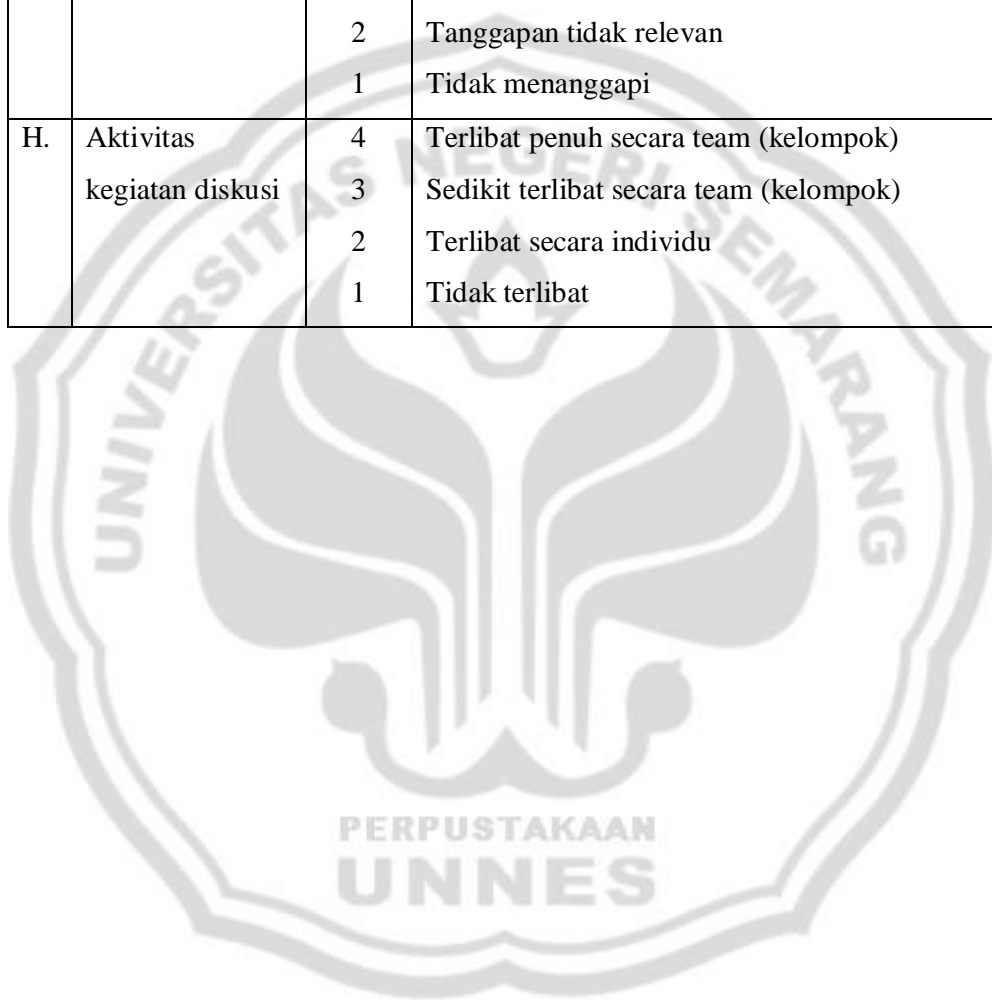 2 Tanggapan tidak relevan
1 Tidak menanggapi
H. Aktivitas 4 Terlibat penuh secara team (kelompok)
kegiatan diskusi 3 Sedikit terlibat secara team (kelompok)
2 Terlibat secara individu
1 Tidak terlibat
UNIVERSITAS NEGERI SEMARANG
PERPUSTAKAAN
UNNES